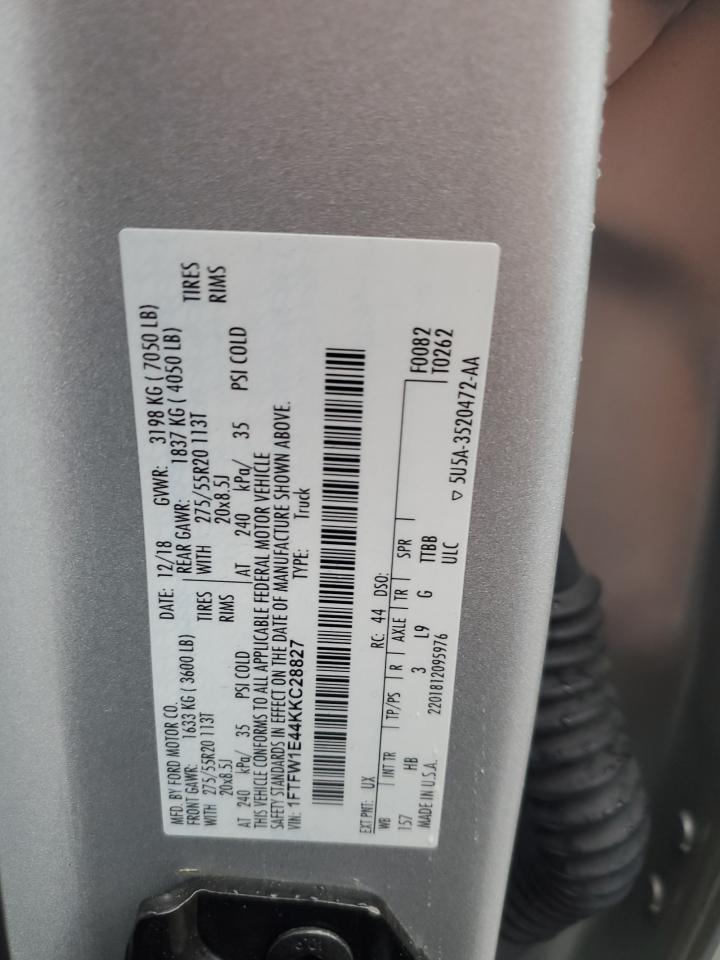 MFD. BY FORD MOTOR CO. DATE: 12/18 GVWR: 3198 KG ( 7050 LB)
FRONT GAWR: 1633 KG ( 3600 LB) REAR GAWR: 1837 KG ( 4050 LB)
WITH 275/55R20 113T TIRES WITH 275/55R20 113T TIRES
20x8.5J RIMS 20x8.5J RIMS
AT 240 kPa/ 35 PSI COLD AT 240 kPa/ 35 PSI COLD
THIS VEHICLE CONFORMS TO ALL APPLICABLE FEDERAL MOTOR VEHICLE
SAFETY STANDARDS IN EFFECT ON THE DATE OF MANUFACTURE SHOWN ABOVE.
VIN: 1FTFW1E44KKC28827 TYPE: Truck
EXT PNT: UX RC: 44 DSO: F0082
WB INT TR TP/PS R AXLE TR SPR T0262
157 HB 3 L9 G TTBB
MADE IN U.S.A. 2201812095976 ULC ▽ 5U5A-3520472-AA